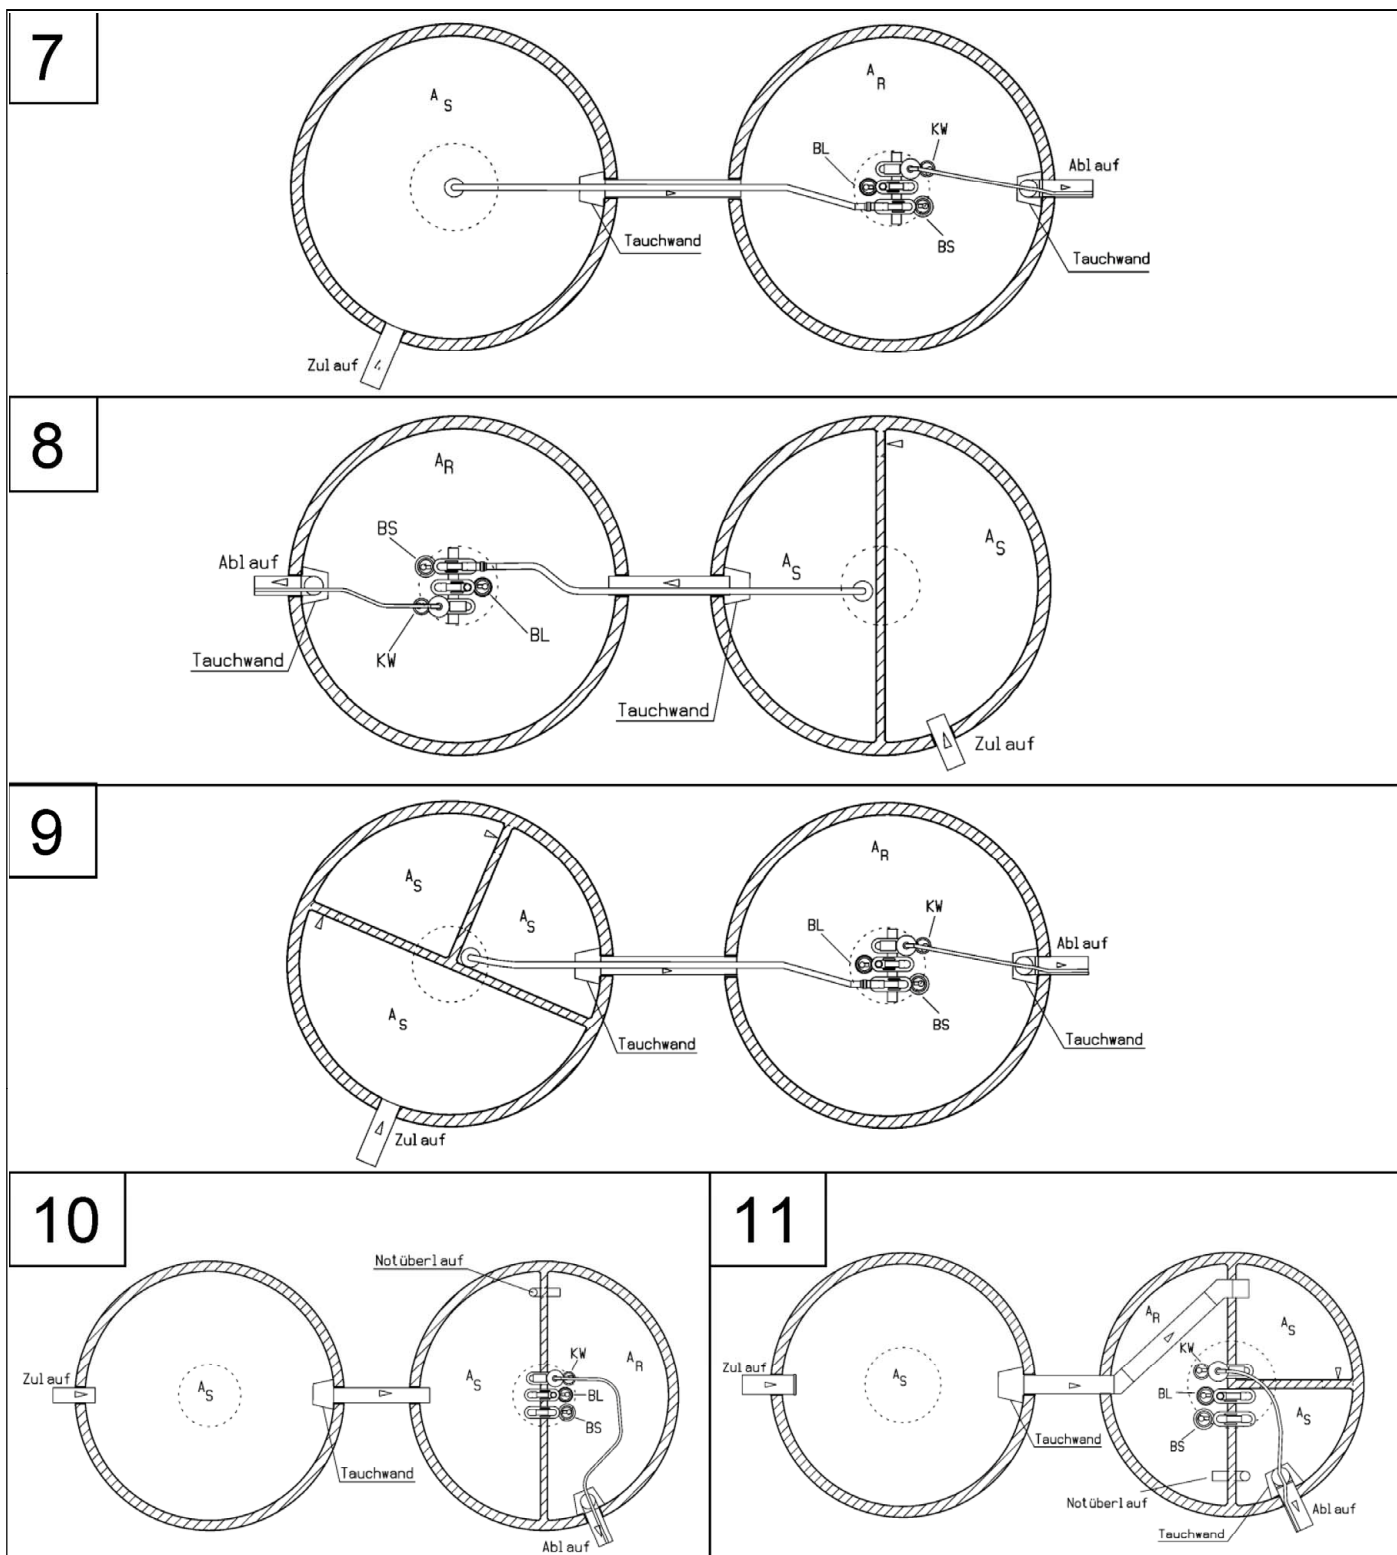 7
A S
A R
KW
BL
Ablauf
BS
Tauchwand
Tauchwand
Zulauf
8
A R
BS
Ablauf
A S
A S
BL
KW
Tauchwand
Tauchwand
Zulauf
9
A R
A S
A S
KW
BL
Ablauf
A S
BS
Tauchwand
Tauchwand
Zulauf
10
Notüberlauf
KW
A R
Zulauf
A S
A S
BL
BS
Tauchwand
Ablauf
11
A R
A S
KW
Zulauf
A S
BL
A S
BS
Tauchwand
Notüberlauf
Ablauf
Tauchwand